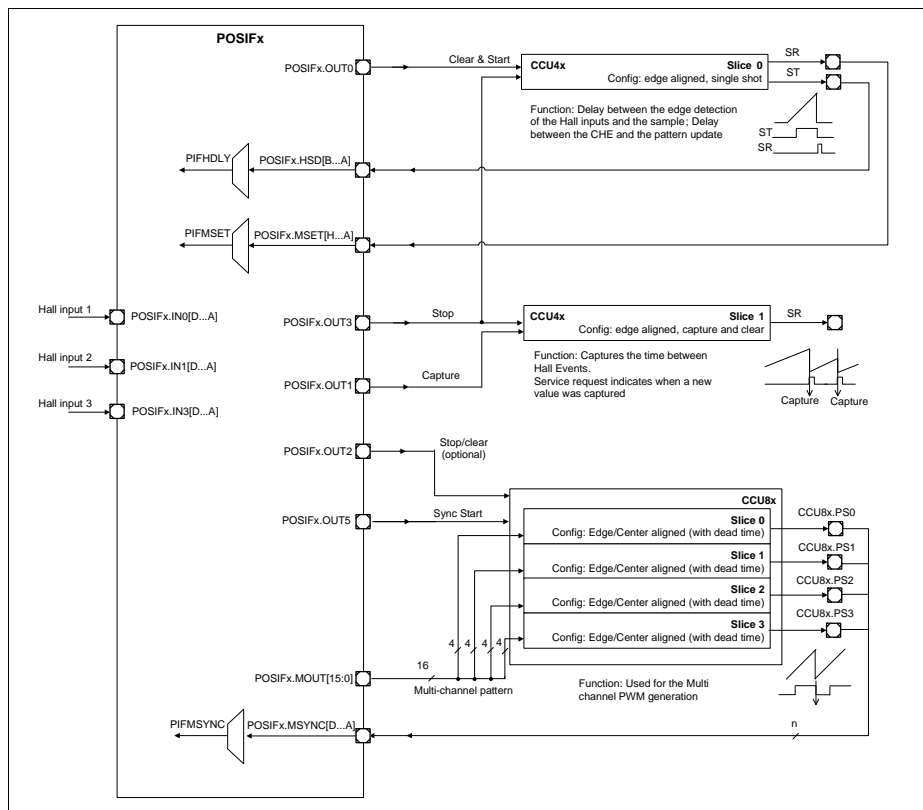 POSIFx
POSIFx.OUT0
Clear & Start
CCU4x
Slice 0
Config: edge aligned, single shot
SR
ST
Function: Delay between the edge detection
of the Hall inputs and the sample; Delay
between the CHE and the pattern update
ST
SR
PIFHDLY
POSIFx.HSD[B...A]
PIFMSET
POSIFx.MSET[H...A]
Hall input 1
POSIFx.IN0[D...A]
POSIFx.OUT3
Stop
CCU4x
Slice 1
Config: edge aligned, capture and clear
SR
Hall input 2
POSIFx.IN1[D...A]
Function: Captures the time between
Hall Events.
Service request indicates when a new
value was captured
Capture
Capture
POSIFx.OUT1
Capture
Hall input 3
POSIFx.IN3[D...A]
POSIFx.OUT2
Stop/clear
(optional)
CCU8x
POSIFx.OUT5
Sync Start
Slice 0
Config: Edge/Center aligned (with dead time)
CCU8x.PS0
Slice 1
Config: Edge/Center aligned (with dead time)
CCU8x.PS1
Slice 2
Config: Edge/Center aligned (with dead time)
CCU8x.PS2
Slice 3
Config: Edge/Center aligned (with dead time)
CCU8x.PS3
4
4
4
4
POSIFx.MOUT[15:0]
16
Multi-channel pattern
Function: Used for the Multi
channel PWM generation
PIFMSYNC
POSIFx.MSYNC[D...A]
n